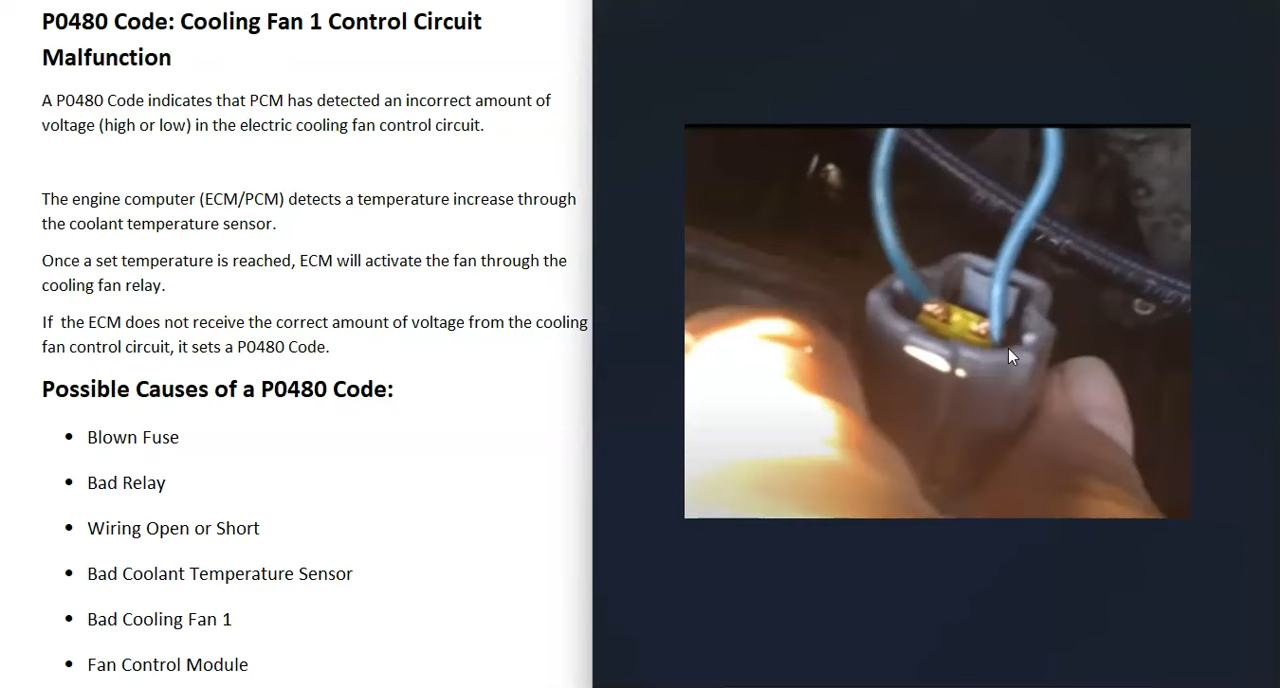 P0480 Code: Cooling Fan 1 Control Circuit
Malfunction
A P0480 Code indicates that PCM has detected an incorrect amount of
voltage (high or low) in the electric cooling fan control circuit.
The engine computer (ECM/PCM) detects a temperature increase through
the coolant temperature sensor.
Once a set temperature is reached, ECM will activate the fan through the
cooling fan relay.
If the ECM does not receive the correct amount of voltage from the cooling
fan control circuit, it sets a P0480 Code.
Possible Causes of a P0480 Code:
• Blown Fuse
• Bad Relay
• Wiring Open or Short
• Bad Coolant Temperature Sensor
• Bad Cooling Fan 1
• Fan Control Module